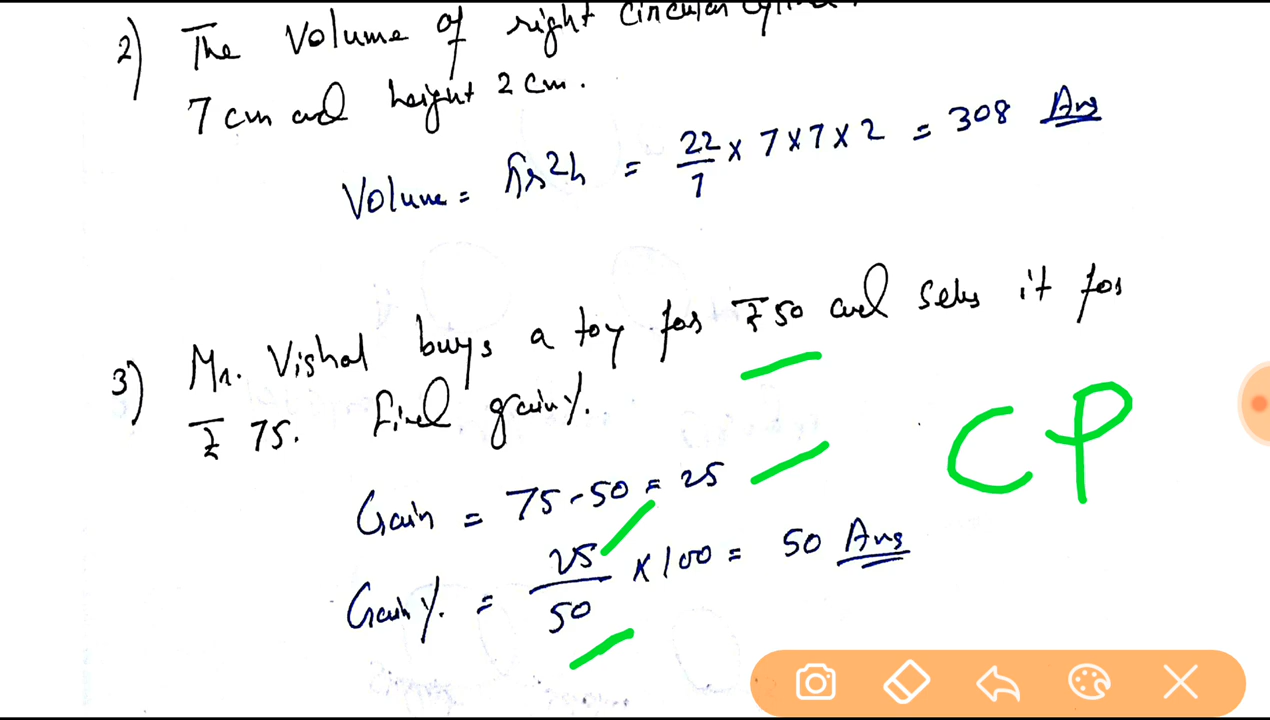 2) The Volume of right circular
7 cm and height 2 cm.
Volume = πr2h = 22/7 × 7×7×2 = 308 Ans
3) Mr. Vishal buys a toy for ₹50 and sells it for
₹ 75. Find gain%.
Gain = 75-50 = 25
CP
Gain% = 25/50 ×100 = 50 Ans